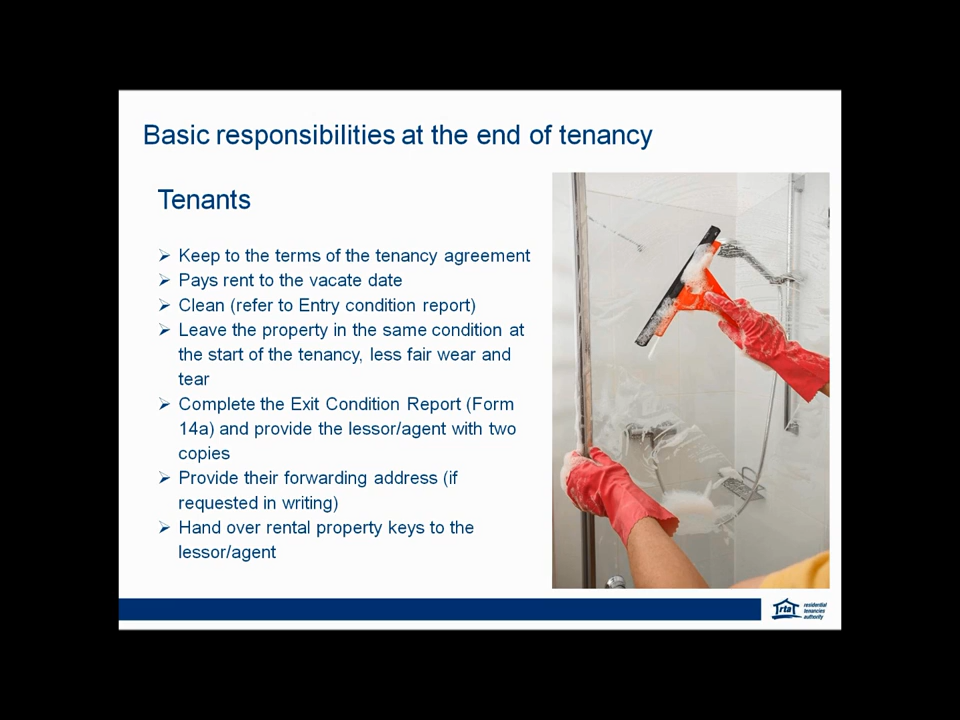 Basic responsibilities at the end of tenancy
Tenants
➢ Keep to the terms of the tenancy agreement
➢ Pays rent to the vacate date
➢ Clean (refer to Entry condition report)
➢ Leave the property in the same condition at
the start of the tenancy, less fair wear and
tear
➢ Complete the Exit Condition Report (Form
14a) and provide the lessor/agent with two
copies
➢ Provide their forwarding address (if
requested in writing)
➢ Hand over rental property keys to the
lessor/agent
rta
residential
tenancies
authority